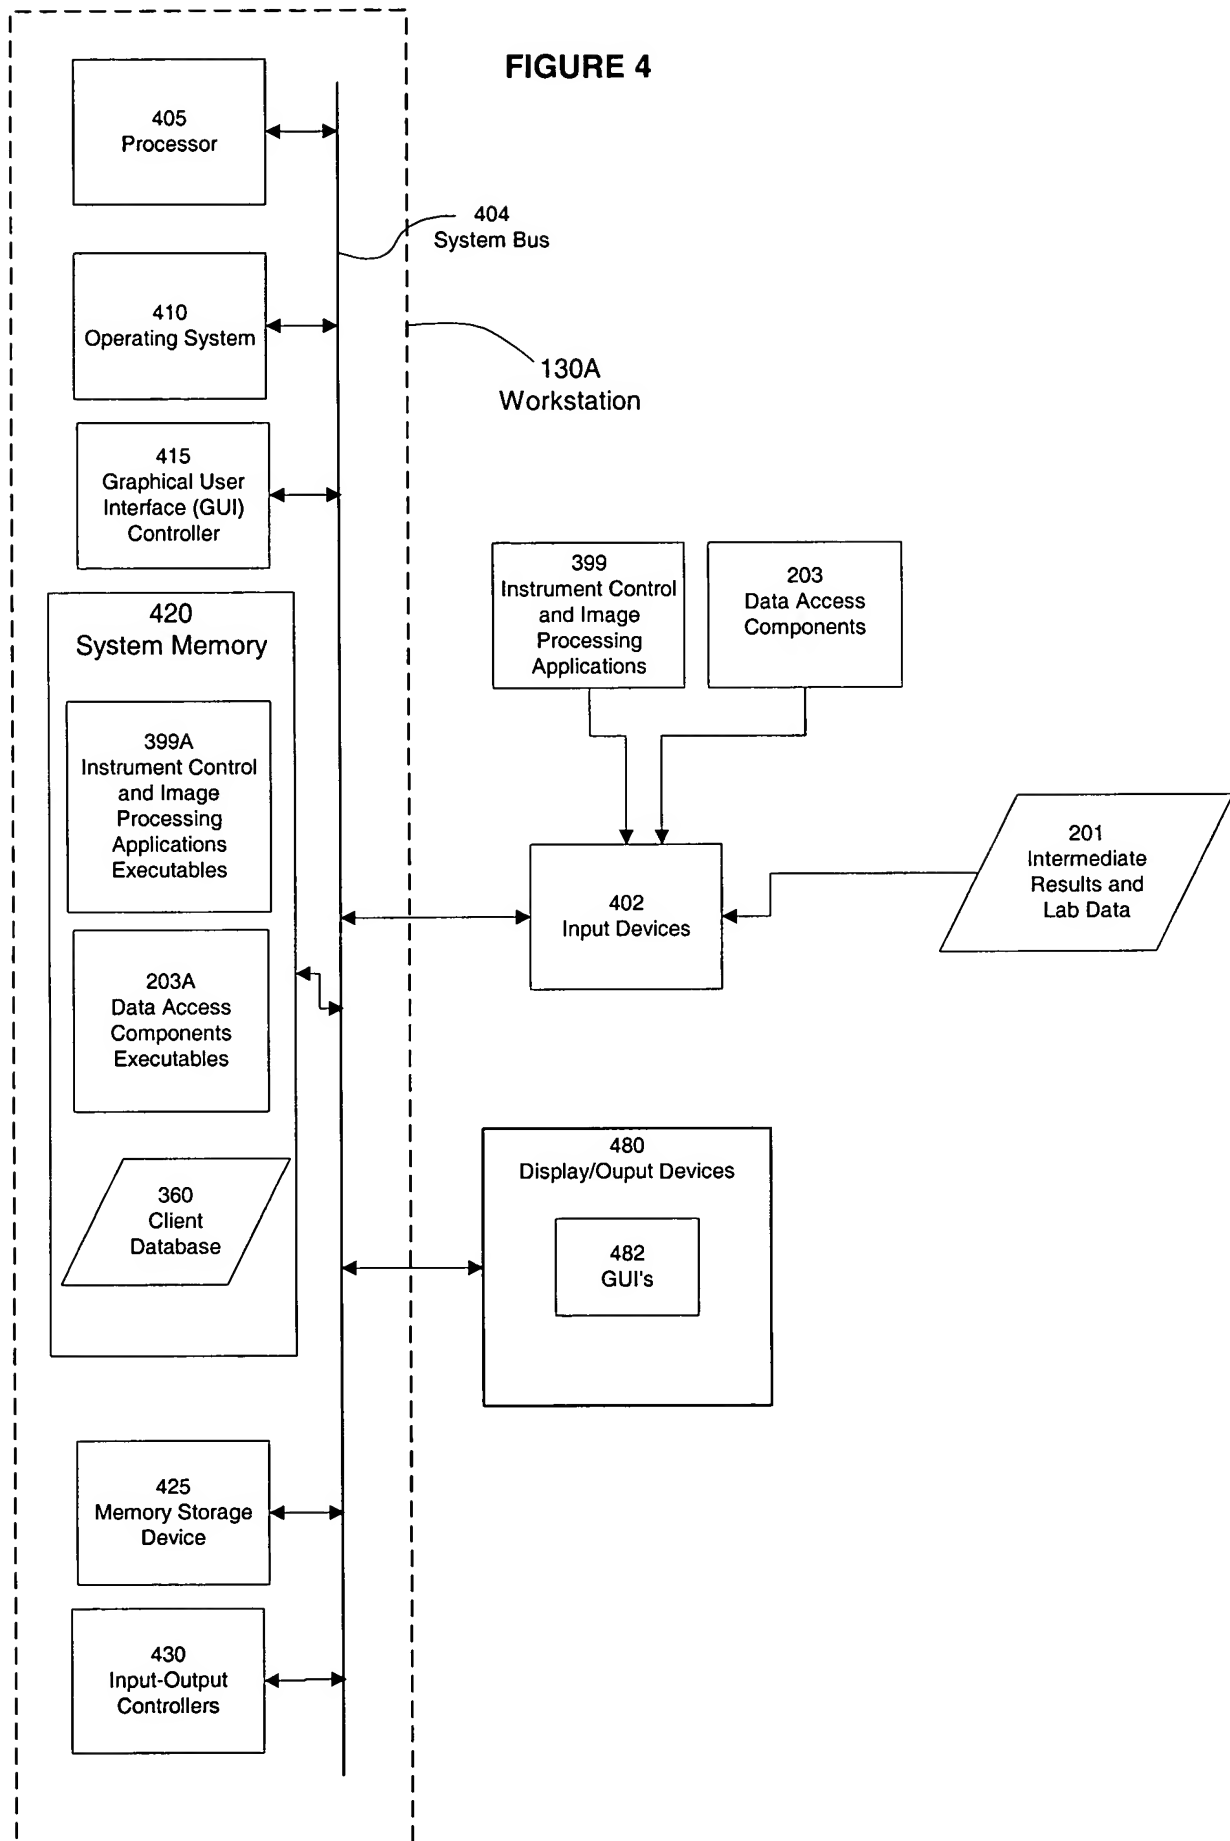 FIGURE 4
405
Processor
404
System Bus
410
Operating System
130A
Workstation
415
Graphical User
Interface (GUI)
Controller
420
System Memory
399A
Instrument Control
and Image
Processing
Applications
Executables
203A
Data Access
Components
Executables
360
Client
Database
425
Memory Storage
Device
430
Input-Output
Controllers
399
Instrument Control
and Image
Processing
Applications
203
Data Access
Components
402
Input Devices
201
Intermediate
Results and
Lab Data
480
Display/Ouput Devices
482
GUI's